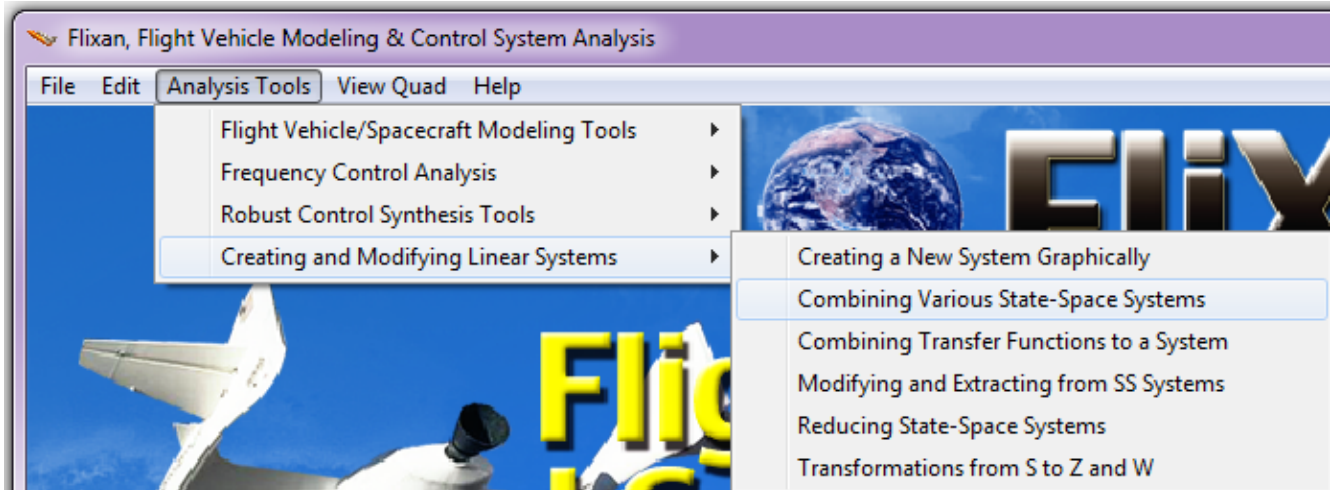 Flixan, Flight Vehicle Modeling & Control System Analysis
File Edit Analysis Tools View Quad Help
Flight Vehicle/Spacecraft Modeling Tools
Frequency Control Analysis
Robust Control Synthesis Tools
Creating and Modifying Linear Systems
Creating a New System Graphically
Combining Various State-Space Systems
Combining Transfer Functions to a System
Modifying and Extracting from SS Systems
Reducing State-Space Systems
Transformations from S to Z and W
FliX